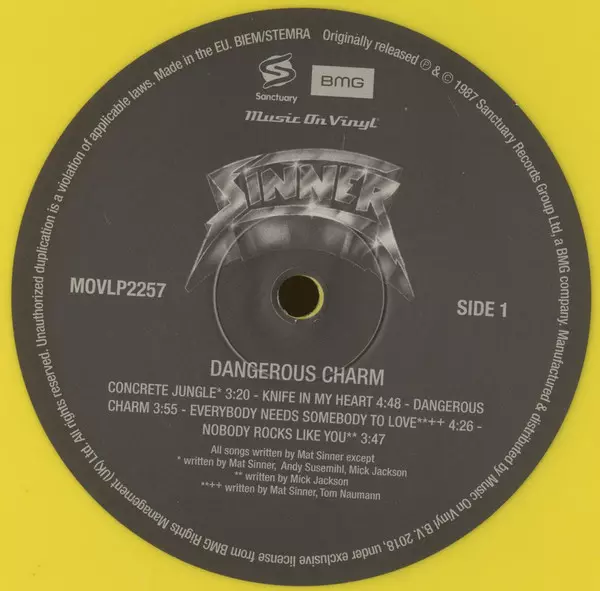 Unauthorized duplication is a violation of applicable laws. Made in the EU. BIEM/STEMRA Originally released ℗ & © 1987 Sanctuary Records Group Ltd, a BMG company. Manufactured & distributed by Music On Vinyl B.V. 2018, under exclusive license from BMG Rights Management (UK) Ltd. All rights reserved.
Sanctuary
BMG
Music On Vinyl
SINNER
MOVLP2257
SIDE 1
DANGEROUS CHARM
CONCRETE JUNGLE* 3:20 - KNIFE IN MY HEART 4:48 - DANGEROUS
CHARM 3:55 - EVERYBODY NEEDS SOMEBODY TO LOVE**++ 4:26 -
NOBODY ROCKS LIKE YOU** 3:47
All songs written by Mat Sinner except
* written by Mat Sinner, Andy Susemihl, Mick Jackson
** written by Mick Jackson
**++ written by Mat Sinner, Tom Naumann